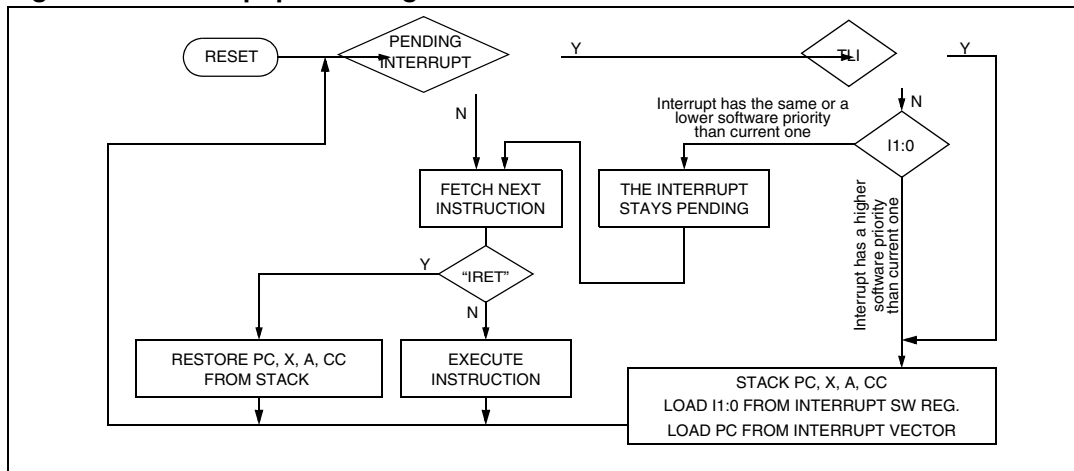 RESET
PENDING
INTERRUPT
Y
TLI
Y
N
Interrupt has the same or a
lower software priority
than current one
N
I1:0
FETCH NEXT
INSTRUCTION
THE INTERRUPT
STAYS PENDING
Interrupt has a higher
software priority
than current one
Y
“IRET”
N
RESTORE PC, X, A, CC
FROM STACK
EXECUTE
INSTRUCTION
STACK PC, X, A, CC
LOAD I1:0 FROM INTERRUPT SW REG.
LOAD PC FROM INTERRUPT VECTOR